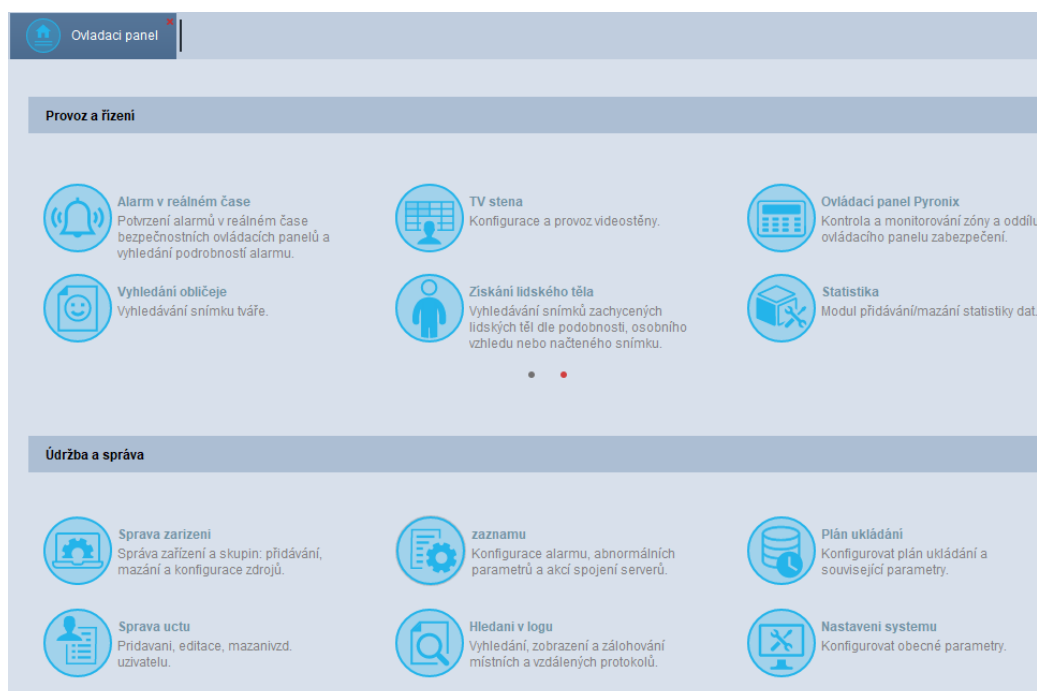 Ovladaci panel
Provoz a řízení
Alarm v reálném čase
Potvrzení alarmů v reálném čase
bezpečnostních ovládacích panelů a
vyhledání podrobností alarmu.
TV stena
Konfigurace a provoz videostěny.
Ovládací panel Pyronix
Kontrola a monitorování zóny a oddílu
ovládacího panelu zabezpečení.
Vyhledání obličeje
Vyhledávání snímku tváře.
Získání lidského těla
Vyhledávání snímků zachycených
lidských těl dle podobnosti, osobního
vzhledu nebo načteného snímku.
Statistika
Modul přidávání/mazání statistiky dat.
Údržba a správa
Sprava zarizeni
Správa zařízení a skupin: přidávání,
mazání a konfigurace zdrojů.
zaznamu
Konfigurace alarmu, abnormálních
parametrů a akcí spojení serverů.
Plán ukládání
Konfigurovat plán ukládání a
související parametry.
Sprava uctu
Pridavani, editace, mazanivzd.
uzivatelu.
Hledani v logu
Vyhledání, zobrazení a zálohování
místních a vzdálených protokolů.
Nastaveni systemu
Konfigurovat obecné parametry.